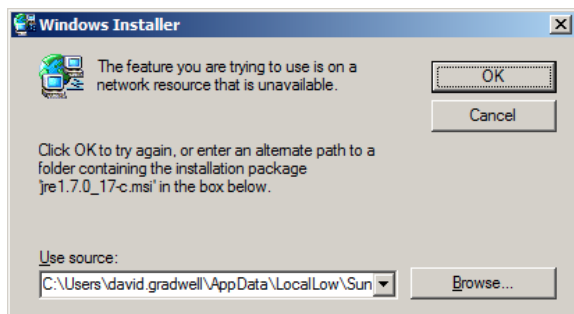 Windows Installer
The feature you are trying to use is on a
network resource that is unavailable.
OK
Cancel
Click OK to try again, or enter an alternate path to a
folder containing the installation package
'jre1.7.0_17-c.msi' in the box below.
Use source:
C:\Users\david.gradwell\AppData\LocalLow\Sun
Browse...